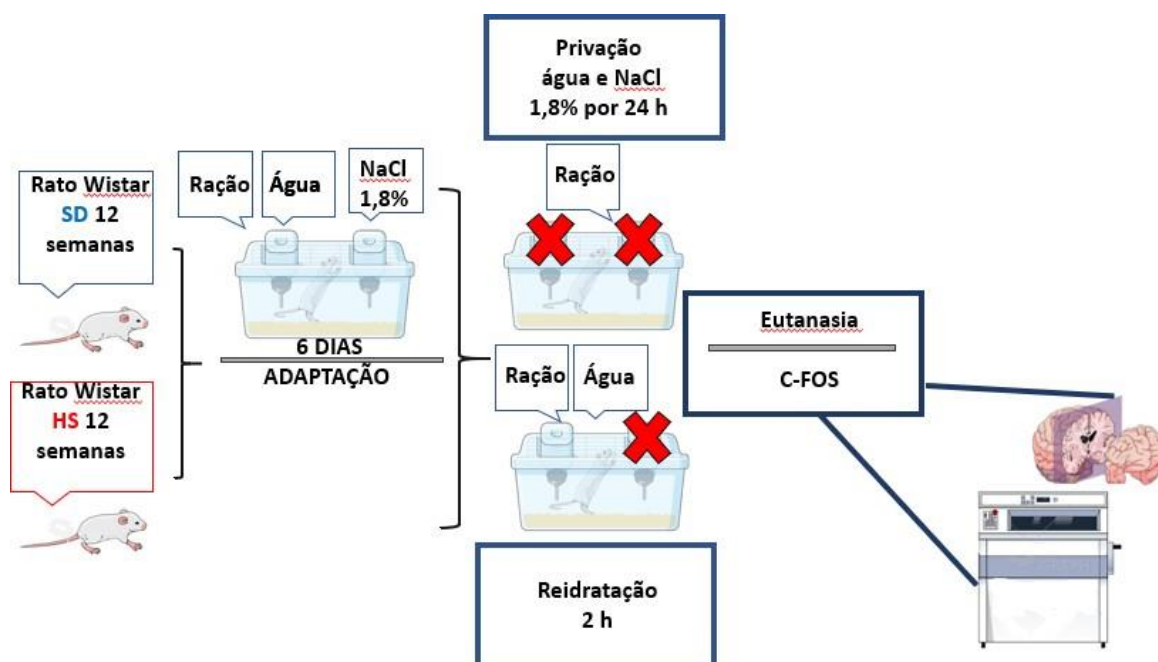 Privação
água e NaCl
1,8% por 24 h
Rato Wistar
SD 12
semanas
Ração
Água
NaCl
1,8%
Ração
6 DIAS
ADAPTAÇÃO
Rato Wistar
HS 12
semanas
Ração
Água
Eutanasia
C-FOS
Reidratação
2 h